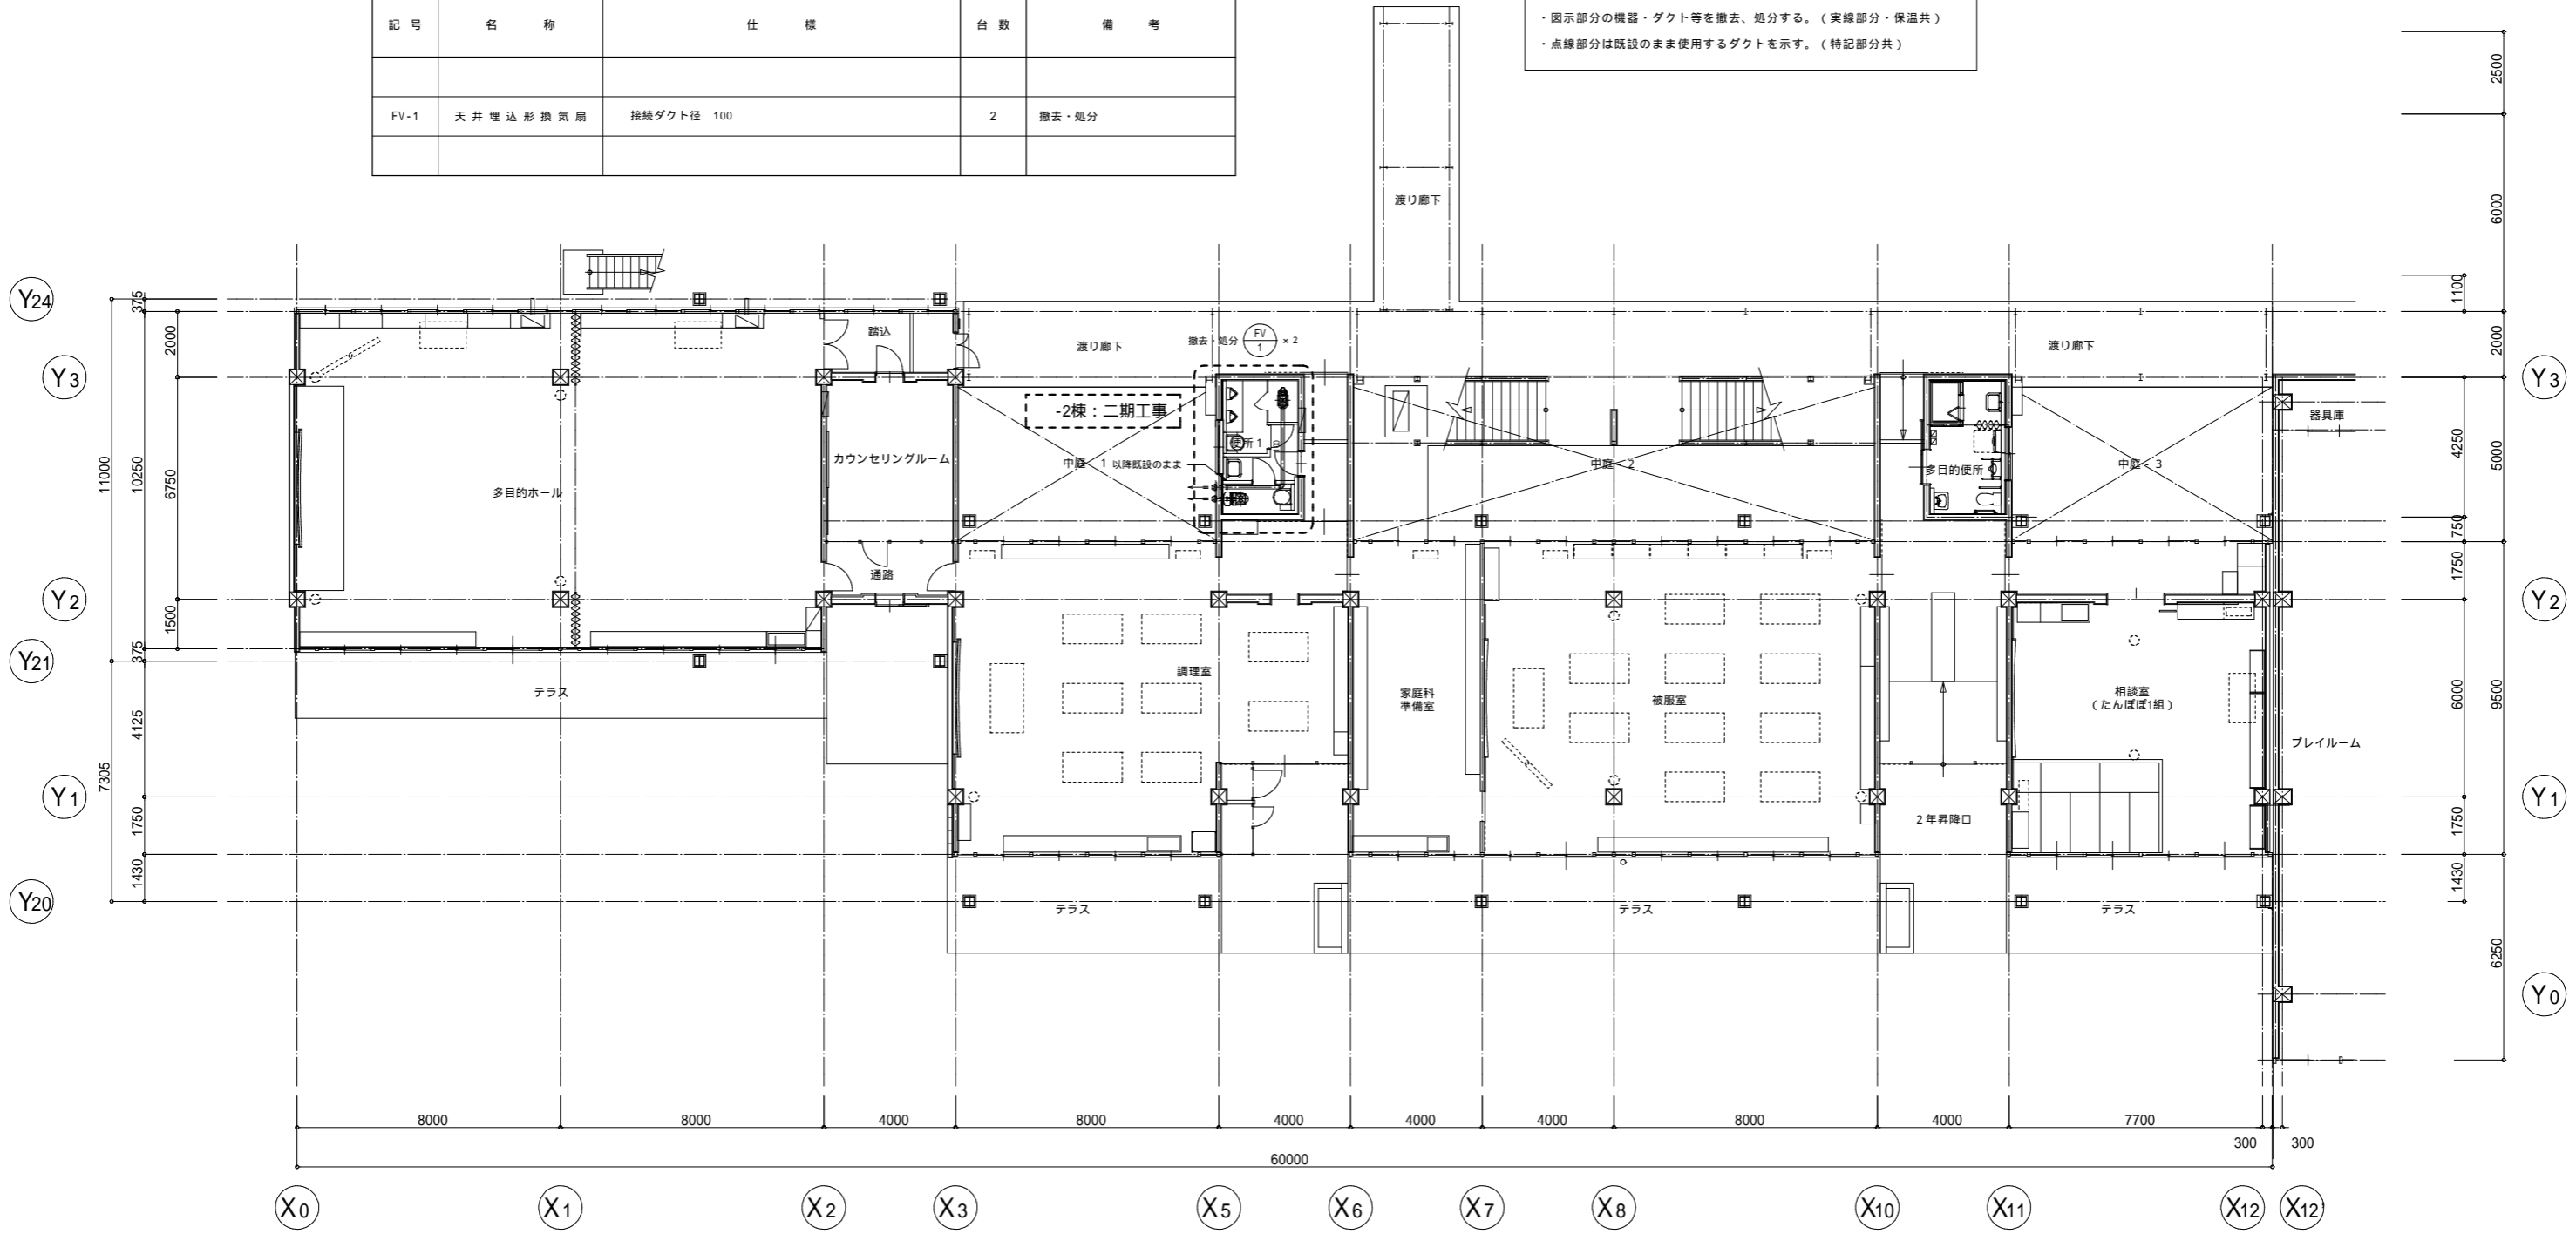 記号 名称 仕様 台数 備考
FV-1 天井埋込形換気扇 接続ダクト径 100 2 撤去・処分
・図示部分の機器・ダクト等を撤去、処分する。（実線部分・保温共）
・点線部分は既設のまま使用するダクトを示す。（特記部分共）
2500
6000
1100
2000
4250
5000
750
1750
6000
9500
1750
1430
6250
渡り廊下
Y24
Y3
Y2
Y21
Y1
Y20
375
2000
11000
10250
6750
1500
375
4125
7305
1750
1430
踏込
渡り廊下
撤去・処分 FV 1 ×2
渡り廊下
Y3
-2棟：二期工事
便所1
器具庫
カウンセリングルーム
中庭-1
以降既設のまま
中庭-2
多目的便所
中庭-3
多目的ホール
通路
Y2
調理室
家庭科
準備室
被服室
相談室
（たんぽぽ1組）
テラス
プレイルーム
2年昇降口
Y1
テラス
テラス
テラス
Y0
8000 8000 4000 8000 4000 4000 4000 8000 4000 7700
300 300
60000
X0 X1 X2 X3 X5 X6 X7 X8 X10 X11 X12 X12'